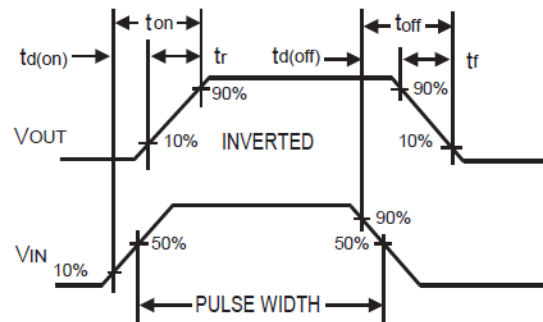 ton toff
td(on) tr td(off) tf
90% 90%
VOUT 10% INVERTED 10%
90%
VIN 50% 50%
10%
PULSE WIDTH